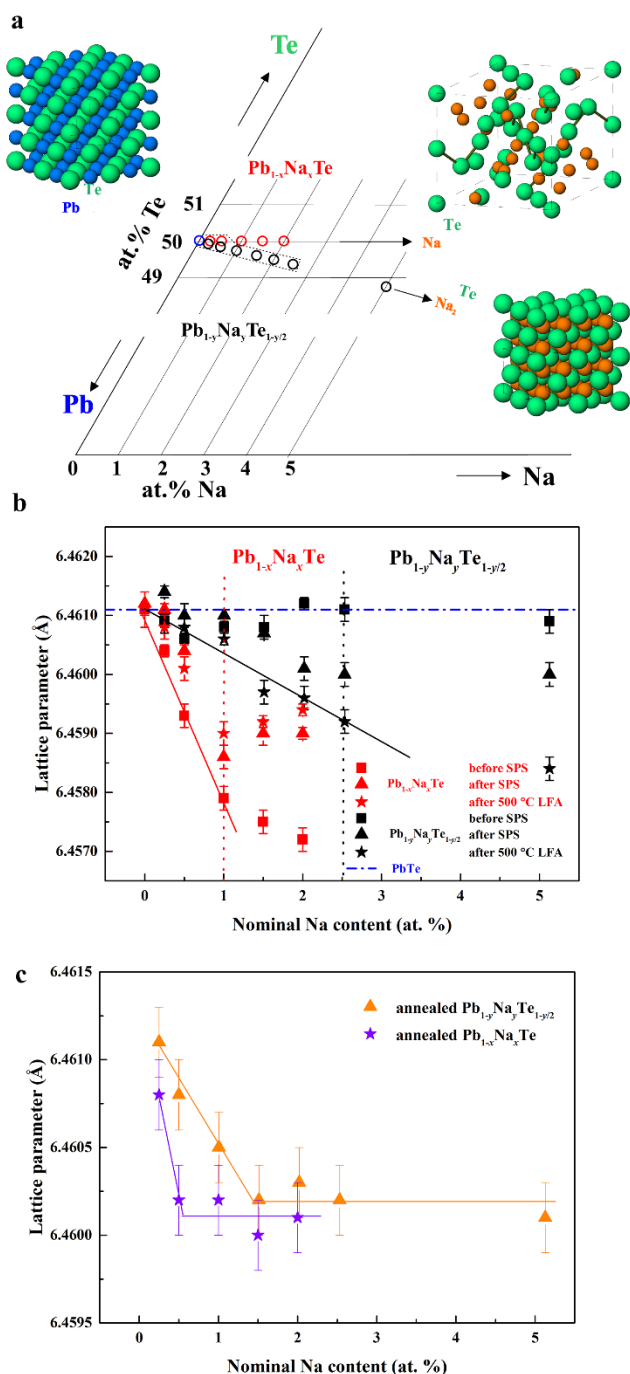 a
Te
Pb₁₋ₓNaₓTe
Te
Pb
51
Te
at.% Te
50
Na
49
Te
Na₂
Pb₁₋yNayTe₁₋y/₂
Pb
0 1 2 3 4 5
at.% Na
Na
b
Pb₁₋ₓNaₓTe Pb₁₋yNayTe₁₋y/₂
6.4620
6.4610
6.4600
6.4590
6.4580
6.4570
Lattice parameter (Å)
before SPS
Pb₁₋ₓNaₓTe after SPS
after 500 °C LFA
before SPS
Pb₁₋yNayTe₁₋y/₂ after SPS
after 500 °C LFA
PbTe
0 1 2 3 4 5
Nominal Na content (at. %)
c
6.4615
6.4610
6.4605
6.4600
6.4595
Lattice parameter (Å)
annealed Pb₁₋yNayTe₁₋y/₂
annealed Pb₁₋ₓNaₓTe
0 1 2 3 4 5
Nominal Na content (at. %)